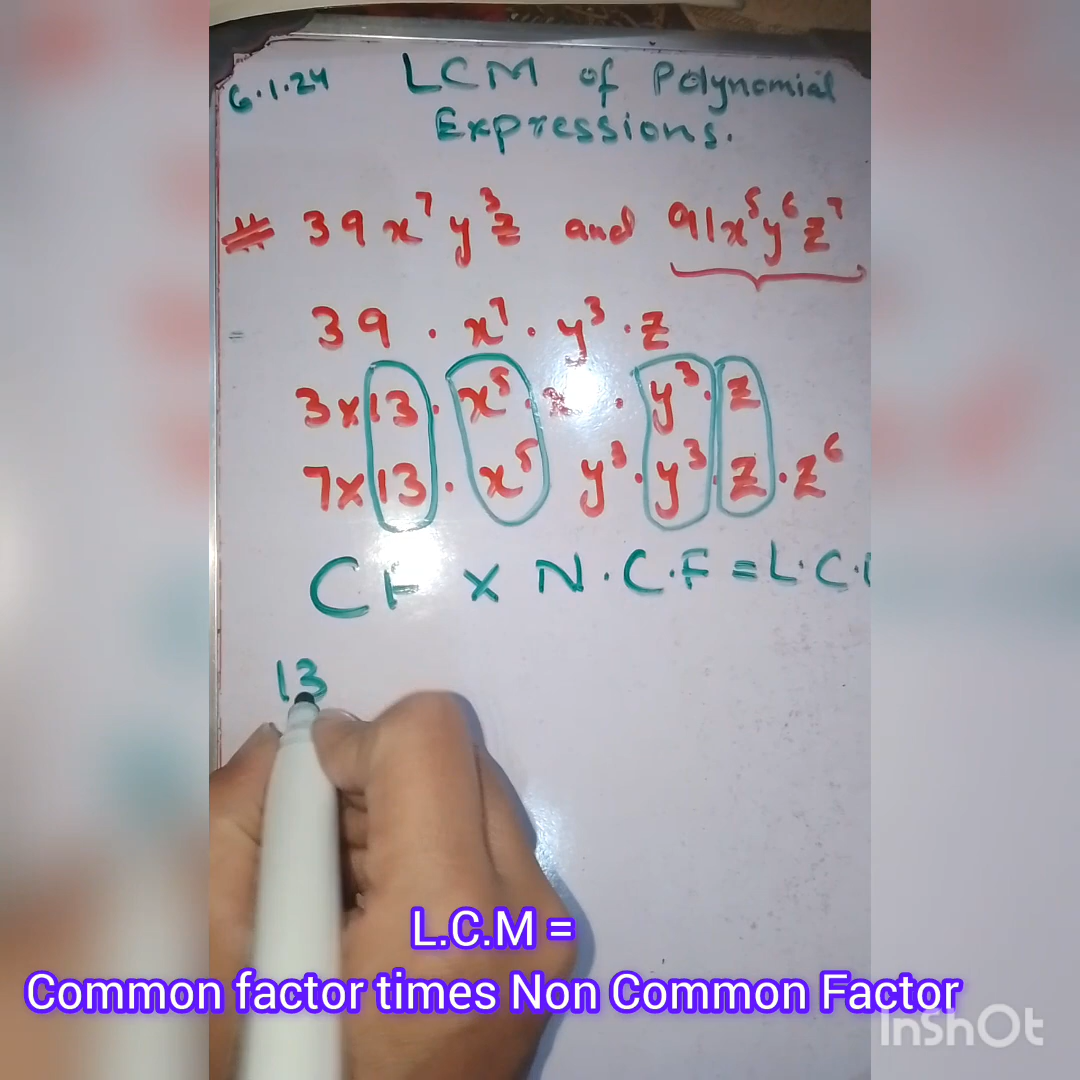 6.1.24 LCM of Polynomial
Expressions.
# 39x⁷y³z and 91x⁵y⁶z⁷
= 39 . x⁷ . y³ . z
3×13 . x⁵ . . y³ . z
7×13 . x⁵ y³ . y³ . z . z⁶
CF × N.C.F = L.C.
13
L.C.M =
Common factor times Non Common Factor
InShOt